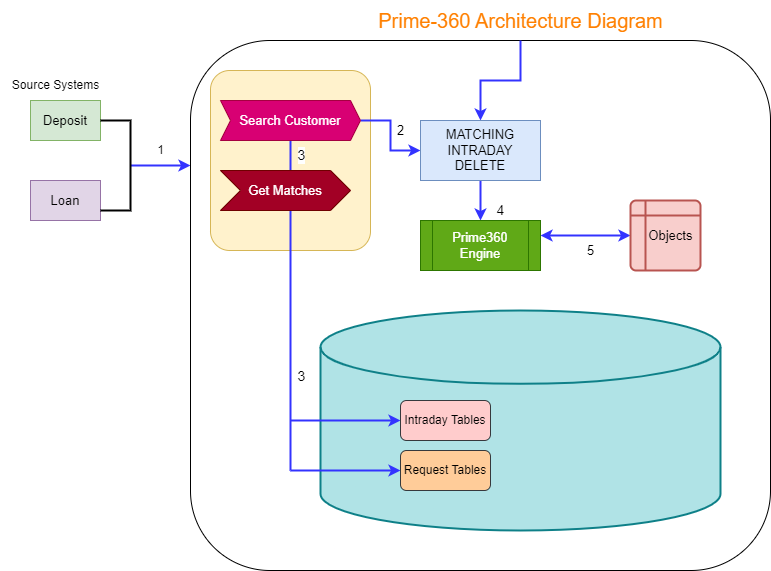 Prime-360 Architecture Diagram
Source Systems
Deposit
Loan
1
Search Customer
2
3
Get Matches
MATCHING
INTRADAY
DELETE
4
Prime360
Engine
5
Objects
3
Intraday Tables
Request Tables